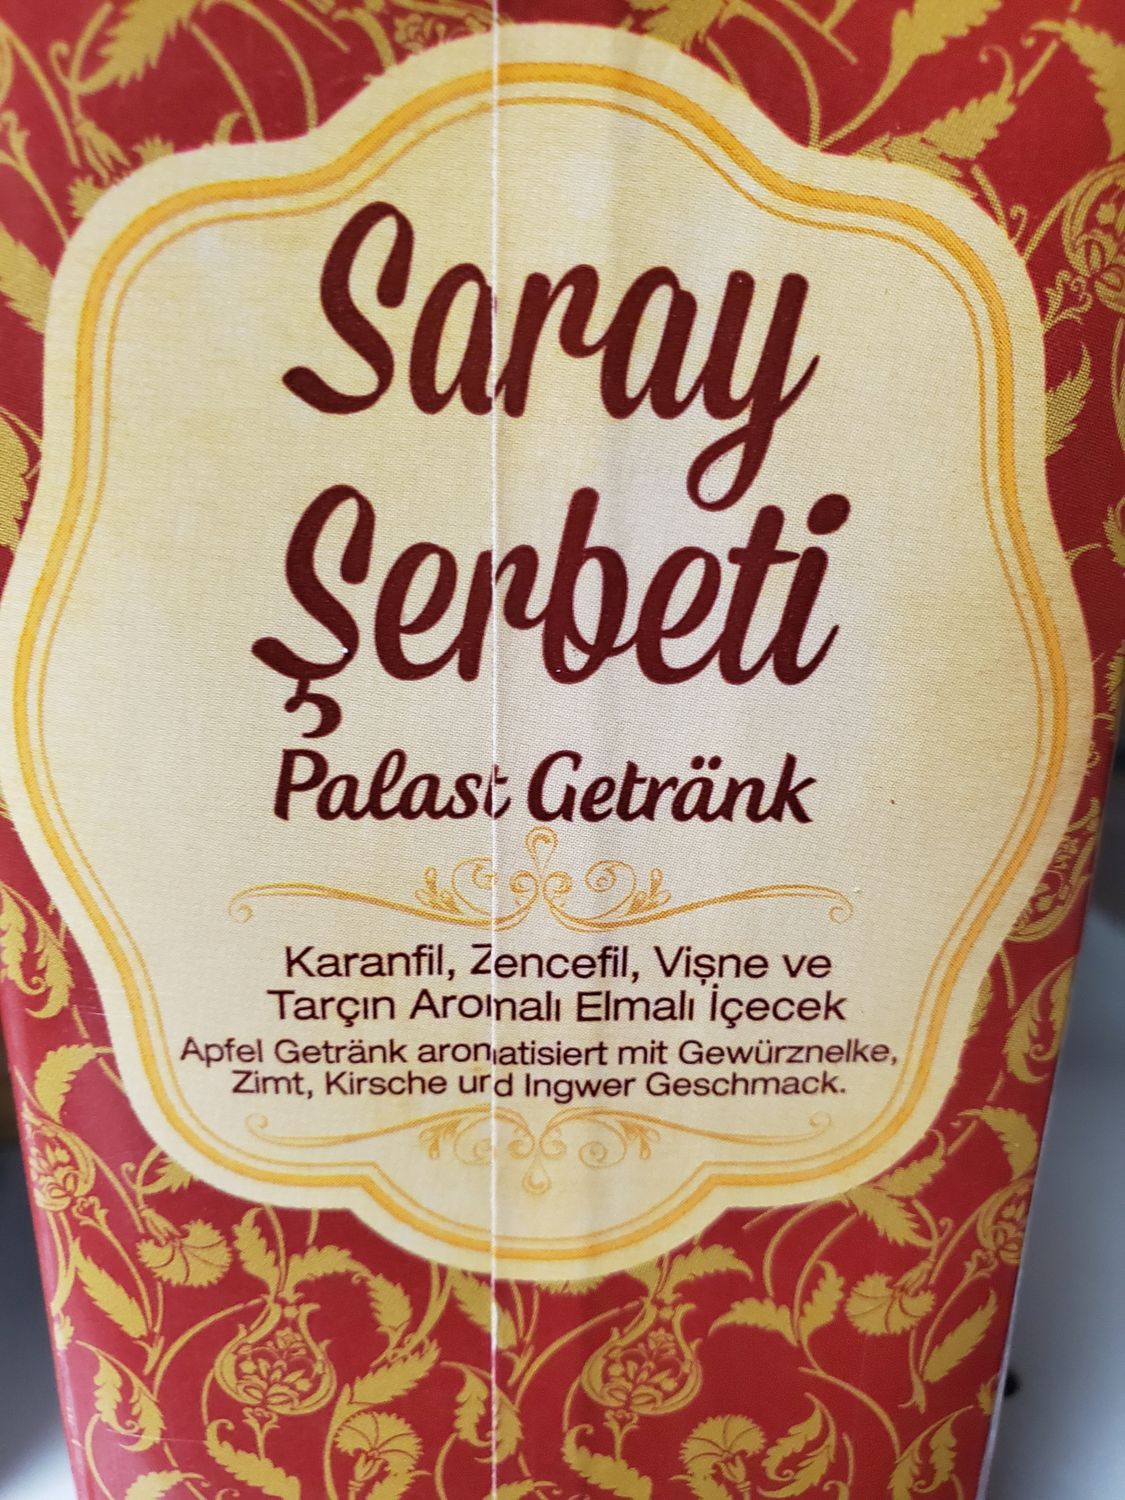 Saray
Şerbeti
Palast Getränk
Karanfil, Zencefil, Vişne ve
Tarçın Aromalı Elmalı İçecek
Apfel Getränk aromatisiert mit Gewürznelke,
Zimt, Kirsche und Ingwer Geschmack.